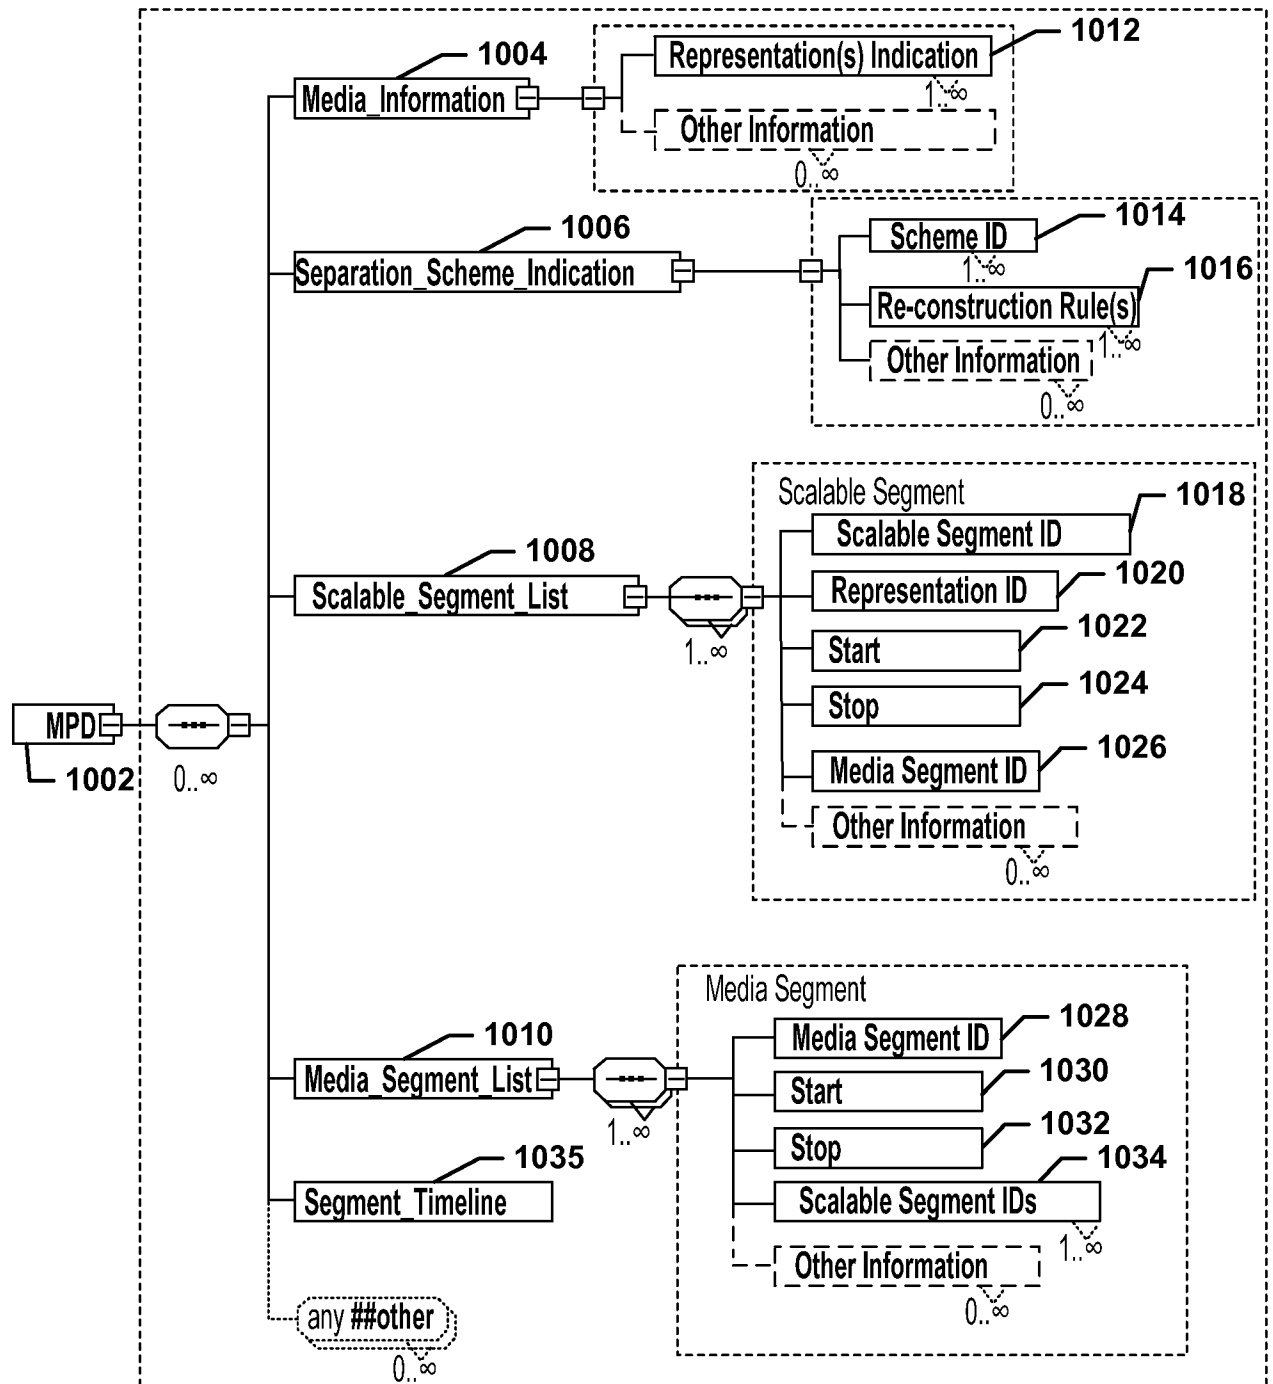 1004
Media_Information
1012
Representation(s) Indication
1..∞
Other Information
0..∞
1006
Separation_Scheme_Indication
1014
Scheme ID
1..∞
1016
Re-construction Rule(s)
1..∞
Other Information
0..∞
1008
Scalable_Segment_List
1..∞
Scalable Segment
1018
Scalable Segment ID
1020
Representation ID
1022
Start
1024
Stop
1026
Media Segment ID
Other Information
0..∞
MPD
1002
0..∞
1010
Media_Segment_List
1..∞
Media Segment
1028
Media Segment ID
1030
Start
1032
Stop
1034
Scalable Segment IDs
1..∞
Other Information
0..∞
1035
Segment_Timeline
any ##other
0..∞